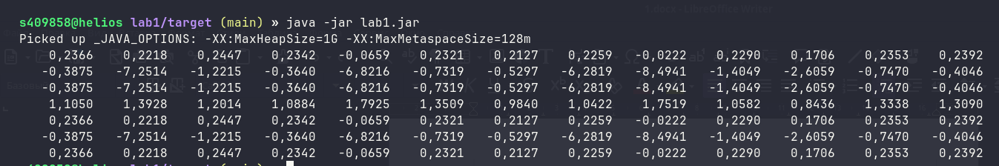 1.docx - LibreOffice Writer
s409858@helios lab1/target (main) » java -jar lab1.jar
Picked up _JAVA_OPTIONS: -XX:MaxHeapSize=1G -XX:MaxMetaspaceSize=128m
0,2366 0,2218 0,2447 0,2342 -0,0659 0,2321 0,2127 0,2259 -0,0222 0,2290 0,1706 0,2353 0,2392
-0,3875 -7,2514 -1,2215 -0,3640 -6,8216 -0,7319 -0,5297 -6,2819 -8,4941 -1,4049 -2,6059 -0,7470 -0,4046
-0,3875 -7,2514 -1,2215 -0,3640 -6,8216 -0,7319 -0,5297 -6,2819 -8,4941 -1,4049 -2,6059 -0,7470 -0,4046
1,1050 1,3928 1,2014 1,0884 1,7925 1,3509 0,9840 1,0422 1,7519 1,0582 0,8436 1,3338 1,3090
0,2366 0,2218 0,2447 0,2342 -0,0659 0,2321 0,2127 0,2259 -0,0222 0,2290 0,1706 0,2353 0,2392
-0,3875 -7,2514 -1,2215 -0,3640 -6,8216 -0,7319 -0,5297 -6,2819 -8,4941 -1,4049 -2,6059 -0,7470 -0,4046
0,2366 0,2218 0,2447 0,2342 -0,0659 0,2321 0,2127 0,2259 -0,0222 0,2290 0,1706 0,2353 0,2392
s409858@helios lab1/target (main) »